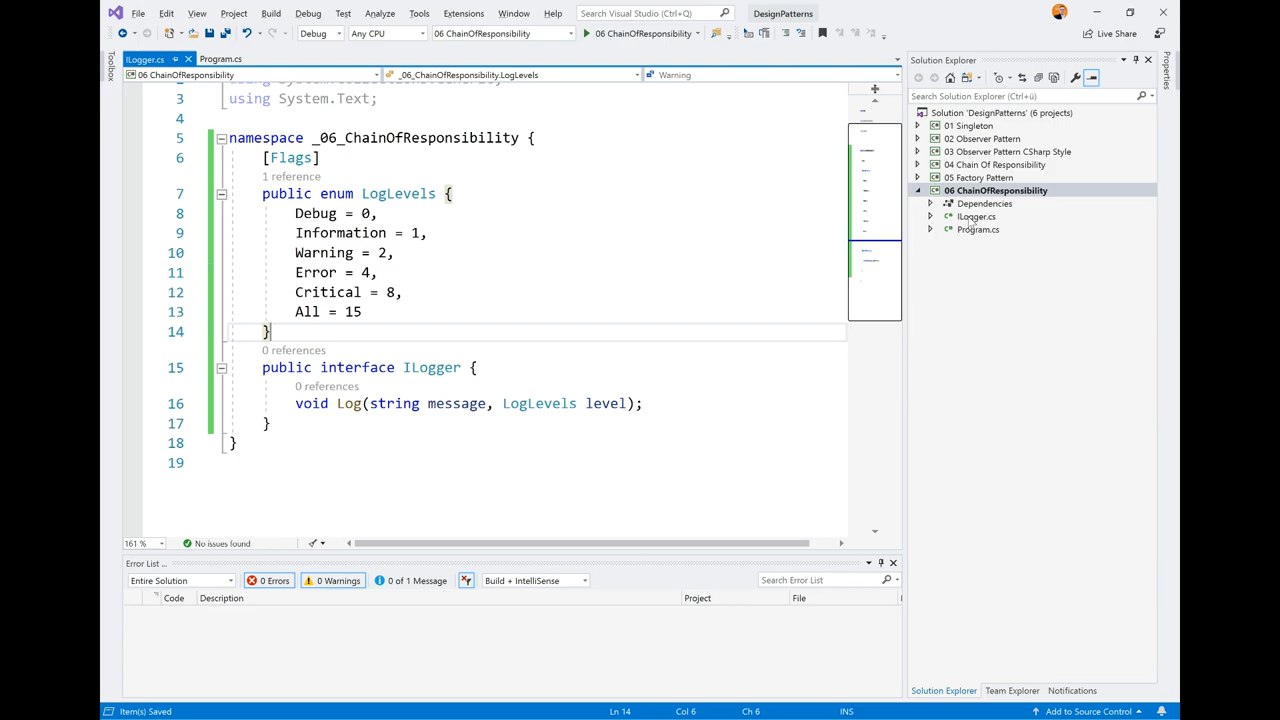 File Edit View Project Build Debug Test Analyze Tools Extensions Window Help Search Visual Studio (Ctrl+Q) DesignPatterns
Debug Any CPU 06 ChainOfResponsibility 06 ChainOfResponsibility Live Share
Toolbox
ILogger.cs Program.cs
06 ChainOfResponsibility _06_ChainOfResponsibility.LogLevels Warning
3 using System.Text;
4
5 namespace _06_ChainOfResponsibility {
6 [Flags]
1 reference
7 public enum LogLevels {
8 Debug = 0,
9 Information = 1,
10 Warning = 2,
11 Error = 4,
12 Critical = 8,
13 All = 15
14 }
0 references
15 public interface ILogger {
0 references
16 void Log(string message, LogLevels level);
17 }
18 }
19
161 % No issues found
Error List ...
Entire Solution 0 Errors 0 Warnings 0 of 1 Message Build + IntelliSense Search Error List
Code Description Project File
Solution Explorer
Search Solution Explorer (Ctrl+ü)
Solution 'DesignPatterns' (6 projects)
01 Singleton
02 Observer Pattern
03 Observer Pattern CSharp Style
04 Chain Of Responsibility
05 Factory Pattern
06 ChainOfResponsibility
Dependencies
ILogger.cs
Program.cs
Properties
Solution Explorer Team Explorer Notifications
Item(s) Saved Ln 14 Col 6 Ch 6 INS Add to Source Control